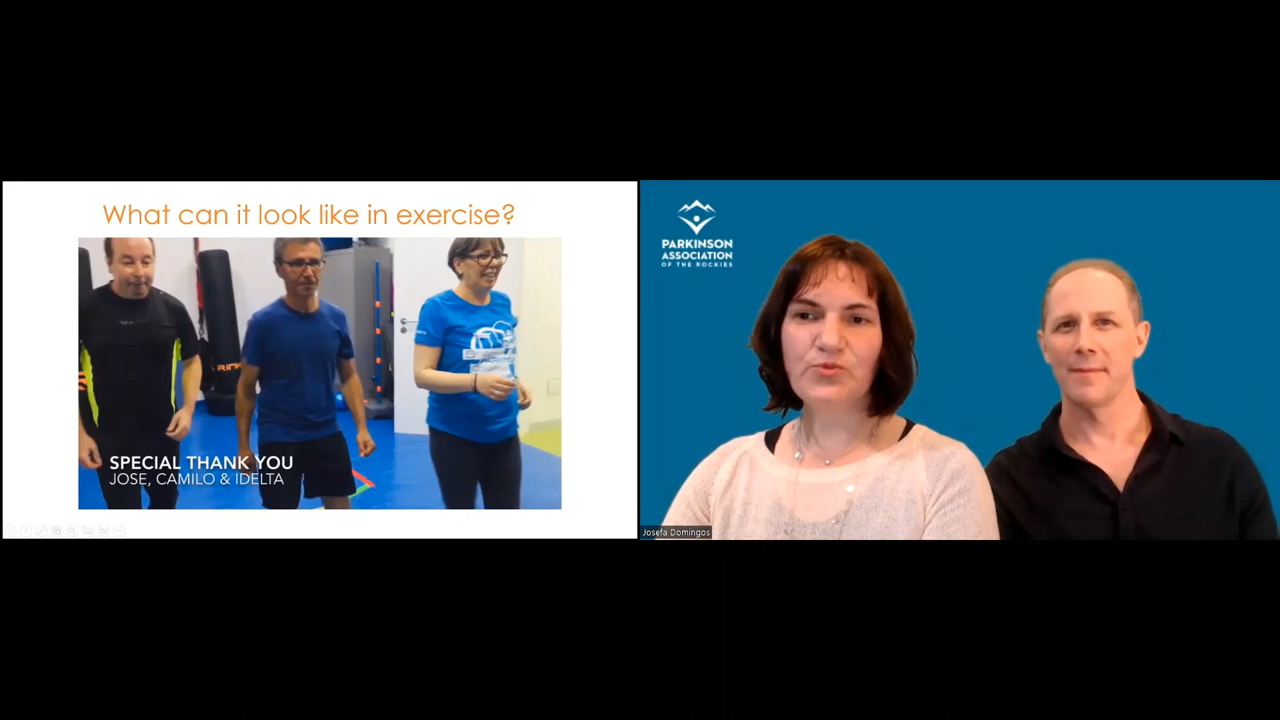 What can it look like in exercise?
SPECIAL THANK YOU
JOSE, CAMILO & IDELTA
PARKINSON
ASSOCIATION
OF THE ROCKIES
Josefa Domingos